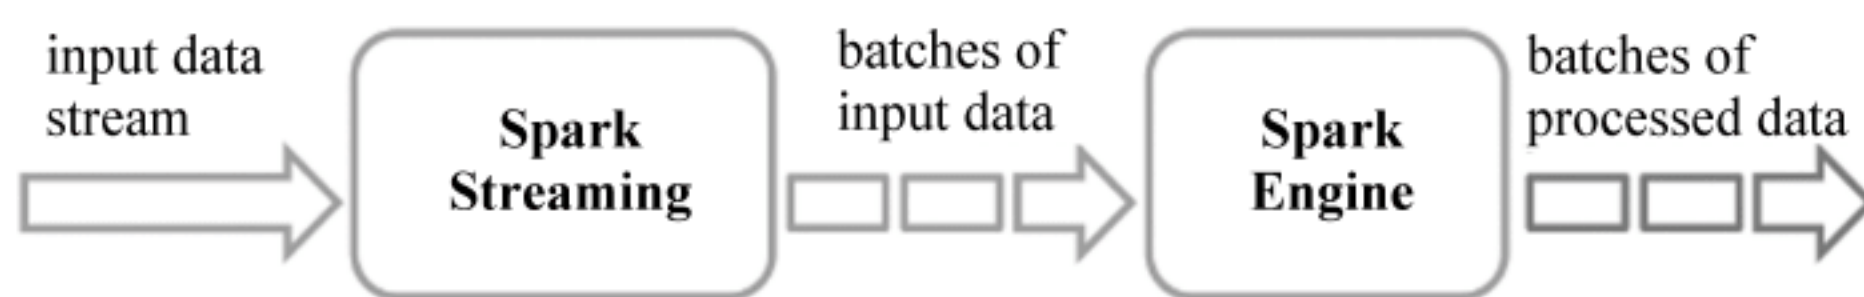 input data
stream
Spark
Streaming
batches of
input data
Spark
Engine
batches of
processed data